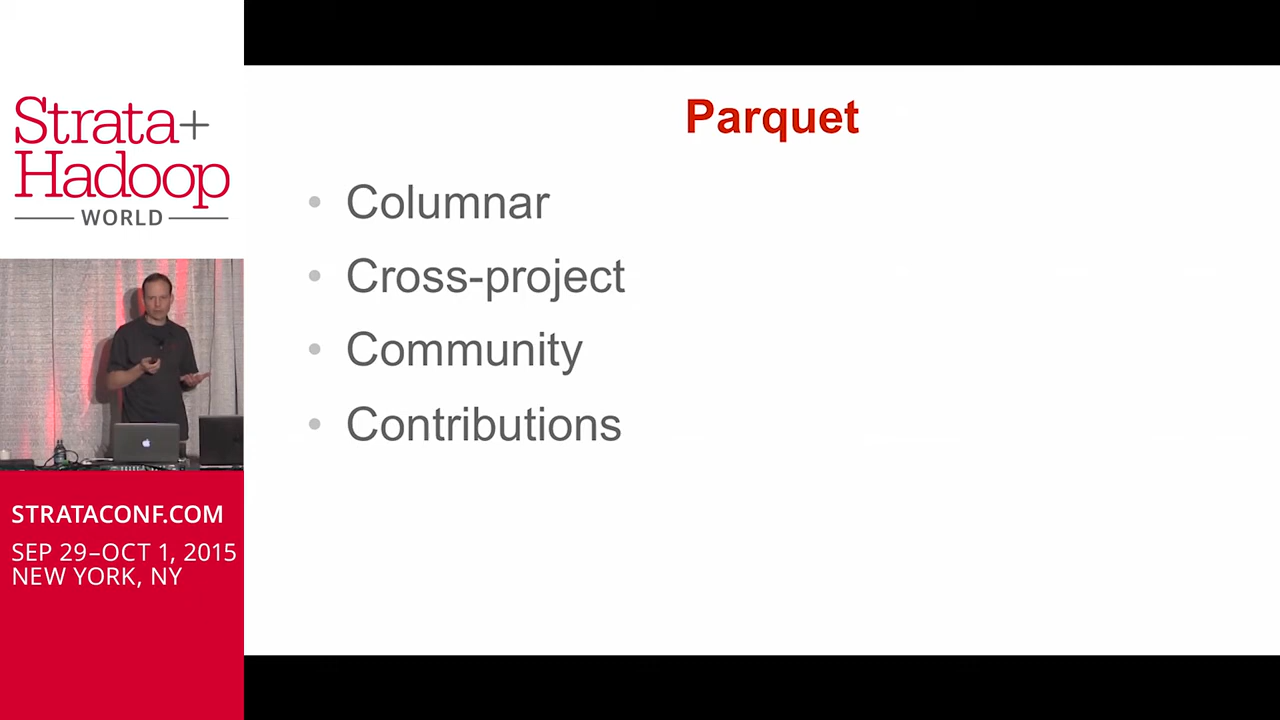 Strata+
Hadoop
WORLD
STRATACONF.COM
SEP 29–OCT 1, 2015
NEW YORK, NY
Parquet
• Columnar
• Cross-project
• Community
• Contributions